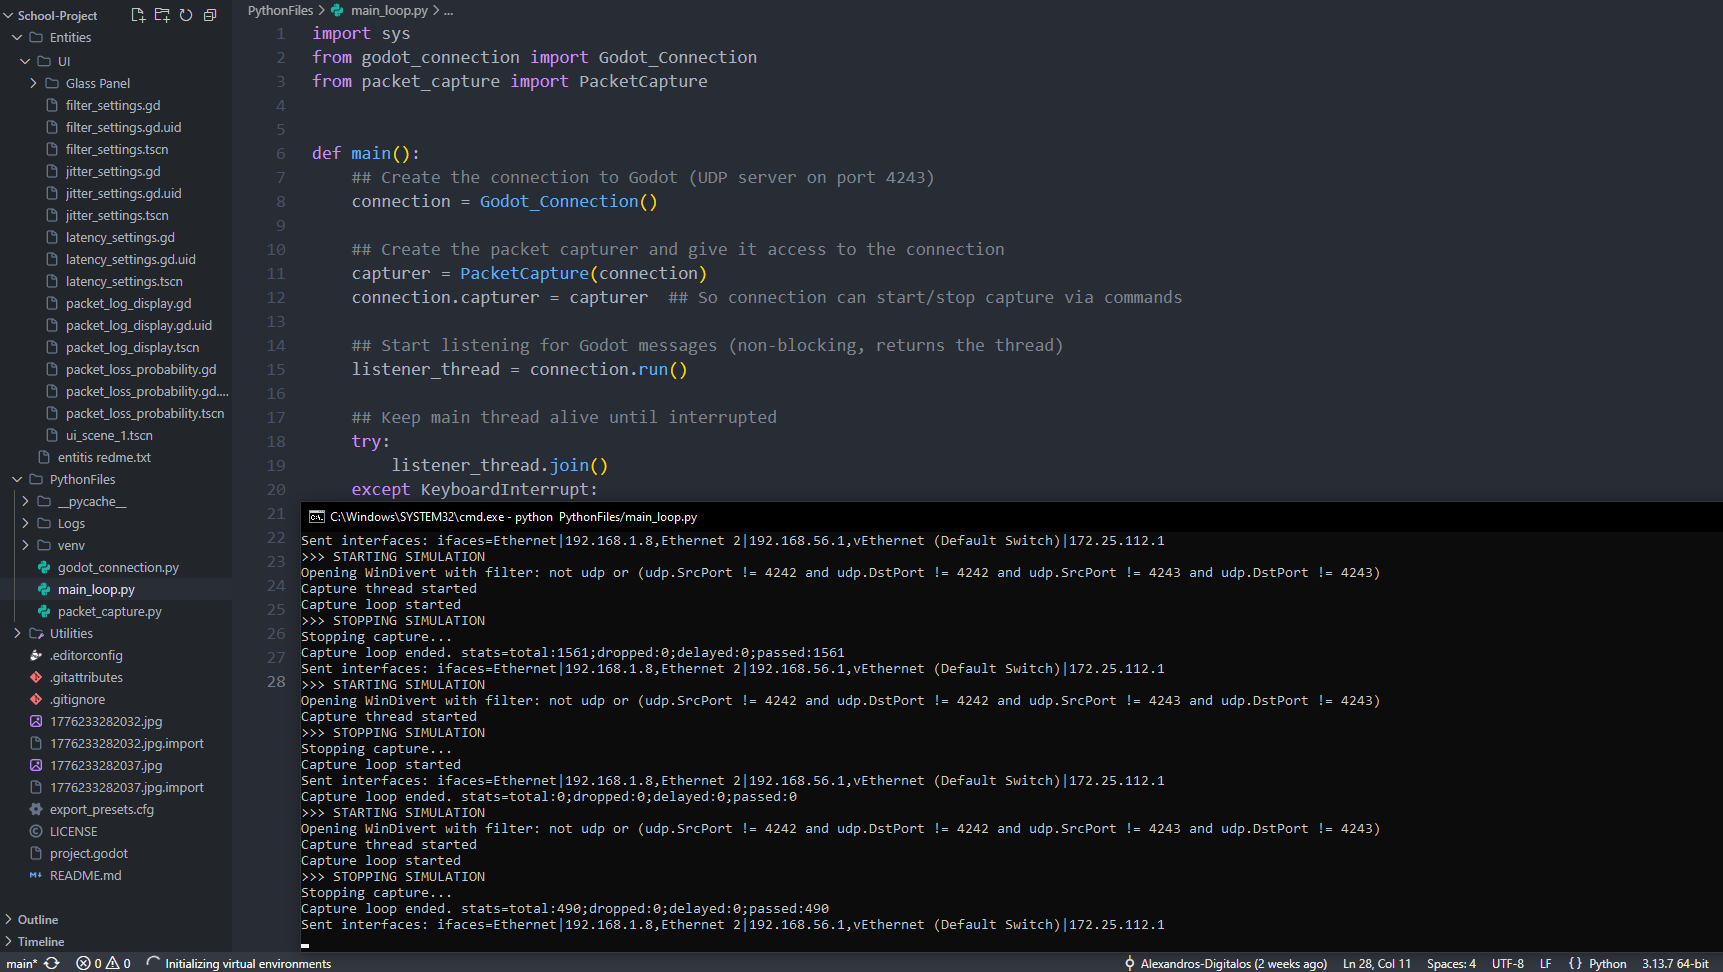 School-Project
Entities
UI
Glass Panel
filter_settings.gd
filter_settings.gd.uid
filter_settings.tscn
jitter_settings.gd
jitter_settings.gd.uid
jitter_settings.tscn
latency_settings.gd
latency_settings.gd.uid
latency_settings.tscn
packet_log_display.gd
packet_log_display.gd.uid
packet_log_display.tscn
packet_loss_probability.gd
packet_loss_probability.gd....
packet_loss_probability.tscn
ui_scene_1.tscn
entitis redme.txt
PythonFiles
__pycache__
Logs
venv
godot_connection.py
main_loop.py
packet_capture.py
Utilities
.editorconfig
.gitattributes
.gitignore
1776233282032.jpg
1776233282032.jpg.import
1776233282037.jpg
1776233282037.jpg.import
export_presets.cfg
LICENSE
project.godot
README.md
Outline
Timeline
PythonFiles > main_loop.py > ...
1 import sys
2 from godot_connection import Godot_Connection
3 from packet_capture import PacketCapture
4
5
6 def main():
7 ## Create the connection to Godot (UDP server on port 4243)
8 connection = Godot_Connection()
9
10 ## Create the packet capturer and give it access to the connection
11 capturer = PacketCapture(connection)
12 connection.capturer = capturer ## So connection can start/stop capture via commands
13
14 ## Start listening for Godot messages (non-blocking, returns the thread)
15 listener_thread = connection.run()
16
17 ## Keep main thread alive until interrupted
18 try:
19 listener_thread.join()
20 except KeyboardInterrupt:
21
22
23
24
25
26
27
28
C:\Windows\SYSTEM32\cmd.exe - python PythonFiles/main_loop.py
Sent interfaces: ifaces=Ethernet|192.168.1.8,Ethernet 2|192.168.56.1,vEthernet (Default Switch)|172.25.112.1
>>> STARTING SIMULATION
Opening WinDivert with filter: not udp or (udp.SrcPort != 4242 and udp.DstPort != 4242 and udp.SrcPort != 4243 and udp.DstPort != 4243)
Capture thread started
Capture loop started
>>> STOPPING SIMULATION
Stopping capture...
Capture loop ended. stats=total:1561;dropped:0;delayed:0;passed:1561
Sent interfaces: ifaces=Ethernet|192.168.1.8,Ethernet 2|192.168.56.1,vEthernet (Default Switch)|172.25.112.1
>>> STARTING SIMULATION
Opening WinDivert with filter: not udp or (udp.SrcPort != 4242 and udp.DstPort != 4242 and udp.SrcPort != 4243 and udp.DstPort != 4243)
Capture thread started
>>> STOPPING SIMULATION
Stopping capture...
Capture loop started
Sent interfaces: ifaces=Ethernet|192.168.1.8,Ethernet 2|192.168.56.1,vEthernet (Default Switch)|172.25.112.1
Capture loop ended. stats=total:0;dropped:0;delayed:0;passed:0
>>> STARTING SIMULATION
Opening WinDivert with filter: not udp or (udp.SrcPort != 4242 and udp.DstPort != 4242 and udp.SrcPort != 4243 and udp.DstPort != 4243)
Capture thread started
Capture loop started
>>> STOPPING SIMULATION
Stopping capture...
Capture loop ended. stats=total:490;dropped:0;delayed:0;passed:490
Sent interfaces: ifaces=Ethernet|192.168.1.8,Ethernet 2|192.168.56.1,vEthernet (Default Switch)|172.25.112.1
main* 0 0 Initializing virtual environments Alexandros-Digitalos (2 weeks ago) Ln 28, Col 11 Spaces: 4 UTF-8 LF {} Python 3.13.7 64-bit